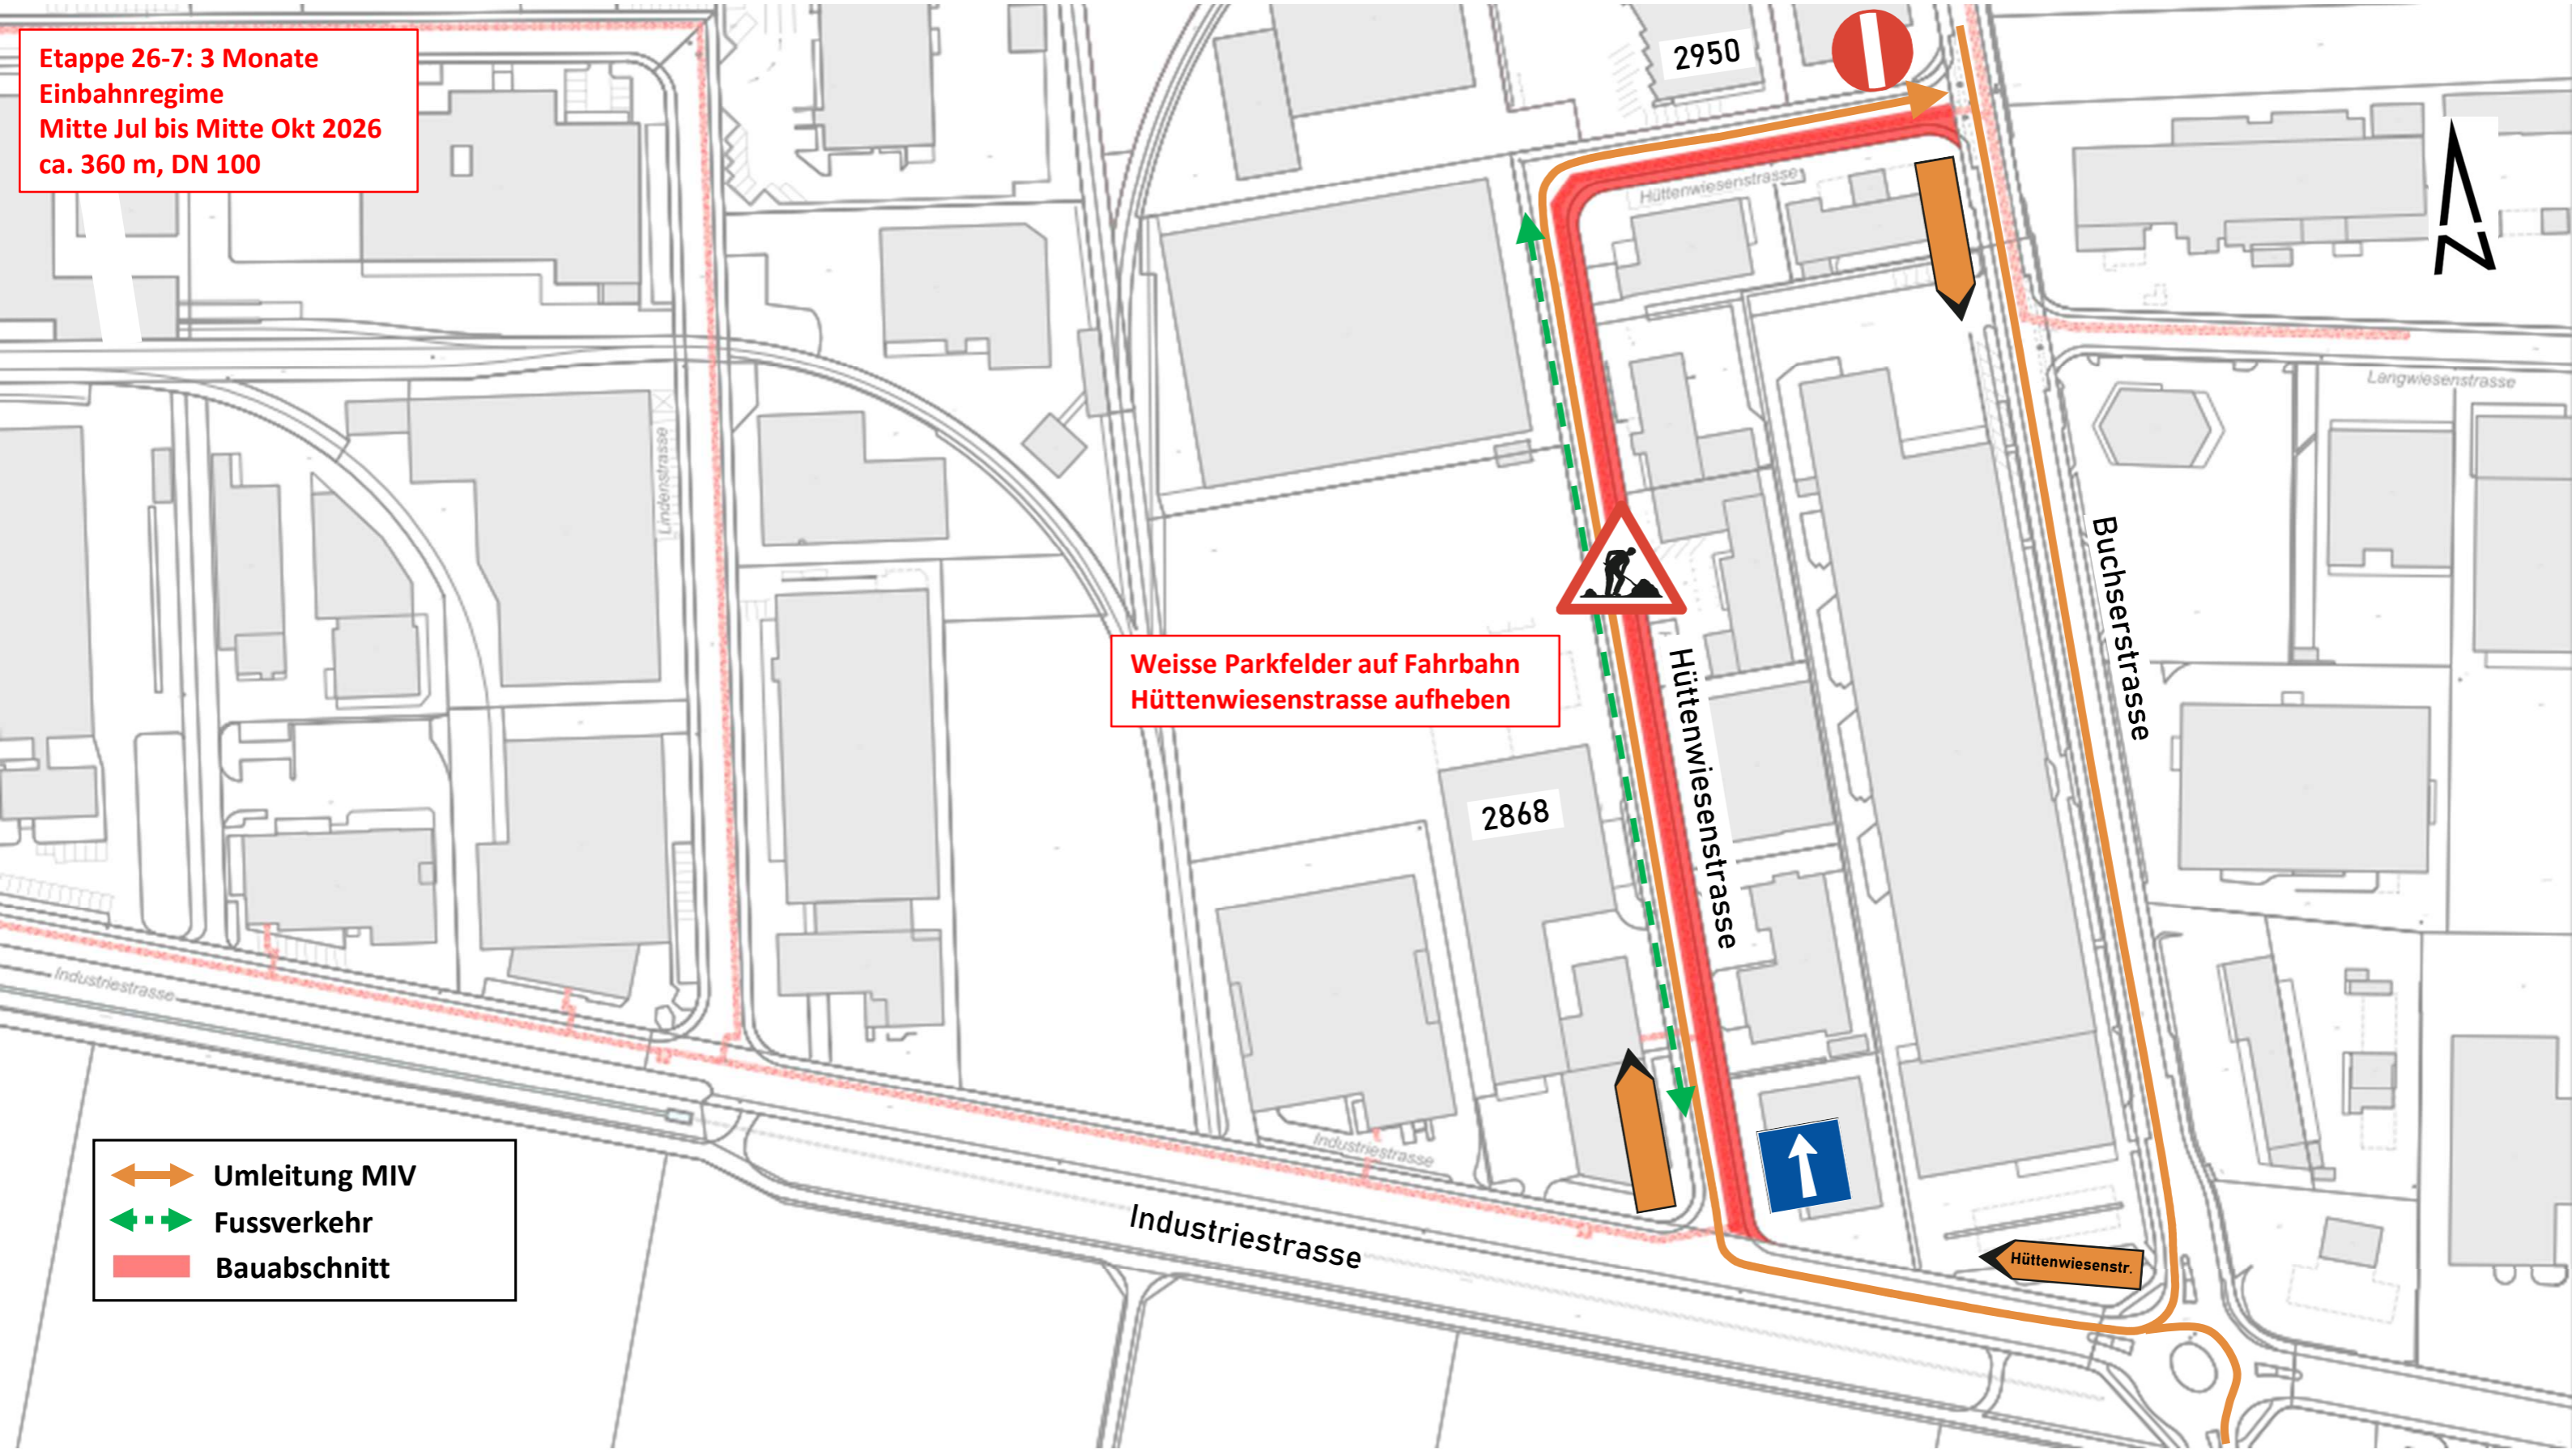 Etappe 26-7: 3 Monate
Einbahnregime
Mitte Jul bis Mitte Okt 2026
ca. 360 m, DN 100
2950
Hüttenwiesenstrasse
Langwiesenstrasse
Lindenstrasse
Buchserstrasse
Weisse Parkfelder auf Fahrbahn
Hüttenwiesenstrasse aufheben
Hüttenwiesenstrasse
2868
Industriestrasse
Industriestrasse
Industriestrasse
Hüttenwiesenstr.
Umleitung MIV
Fussverkehr
Bauabschnitt
N